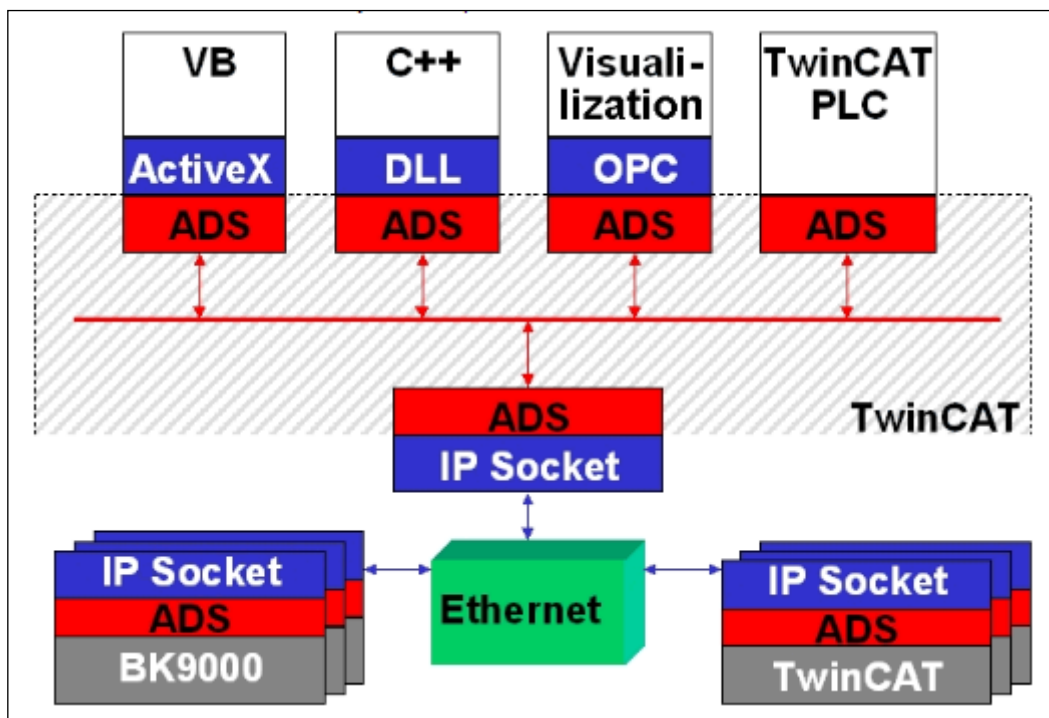 VB
ActiveX
ADS
C++
DLL
ADS
Visuali-
lization
OPC
ADS
TwinCAT
PLC
ADS
ADS
IP Socket
TwinCAT
IP Socket
ADS
BK9000
Ethernet
IP Socket
ADS
TwinCAT